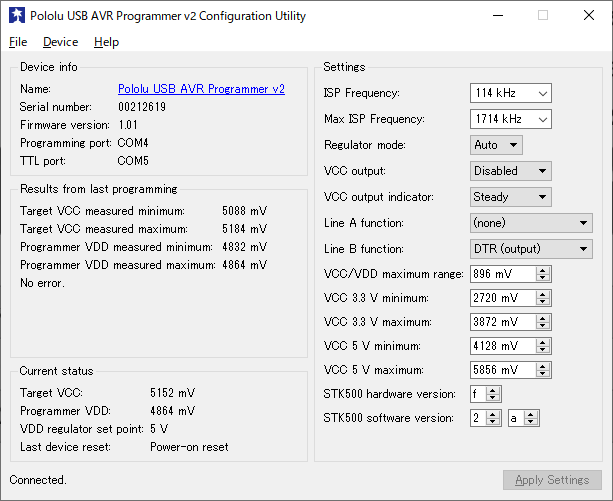 Pololu USB AVR Programmer v2 Configuration Utility
File Device Help
Device info
Name: Pololu USB AVR Programmer v2
Serial number: 00212619
Firmware version: 1.01
Programming port: COM4
TTL port: COM5
Results from last programming
Target VCC measured minimum: 5088 mV
Target VCC measured maximum: 5184 mV
Programmer VDD measured minimum: 4832 mV
Programmer VDD measured maximum: 4864 mV
No error.
Current status
Target VCC: 5152 mV
Programmer VDD: 4864 mV
VDD regulator set point: 5 V
Last device reset: Power-on reset
Settings
ISP Frequency: 114 kHz
Max ISP Frequency: 1714 kHz
Regulator mode: Auto
VCC output: Disabled
VCC output indicator: Steady
Line A function: (none)
Line B function: DTR (output)
VCC/VDD maximum range: 896 mV
VCC 3.3 V minimum: 2720 mV
VCC 3.3 V maximum: 3872 mV
VCC 5 V minimum: 4128 mV
VCC 5 V maximum: 5856 mV
STK500 hardware version: f
STK500 software version: 2 a
Connected.
Apply Settings